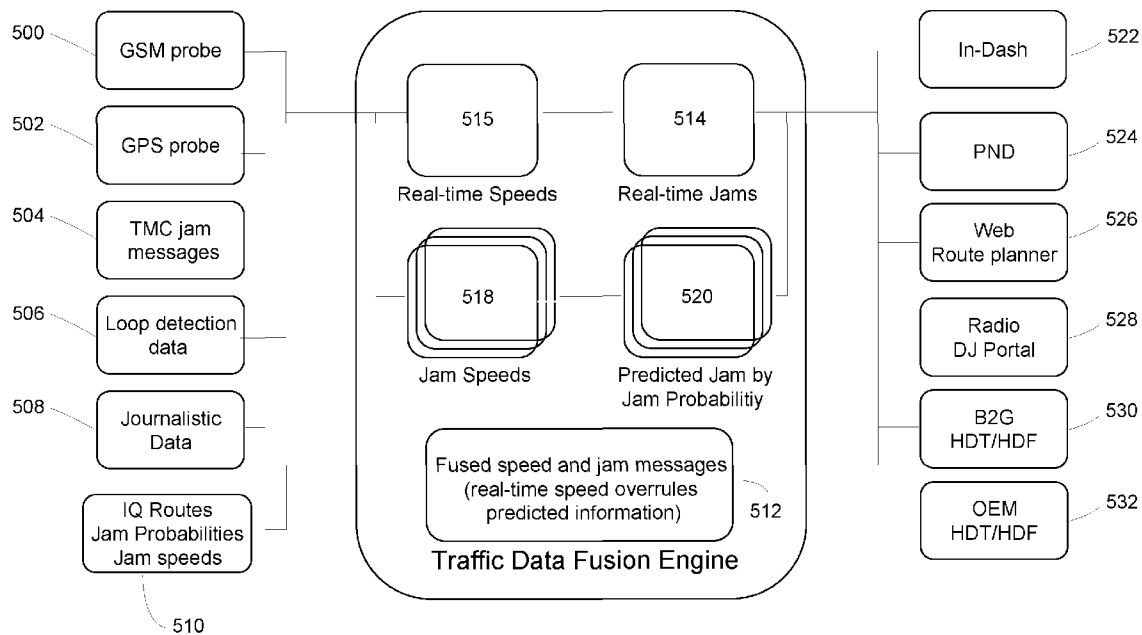 500
GSM probe
502
GPS probe
504
TMC jam
messages
506
Loop detection
data
508
Journalistic
Data
IQ Routes
Jam Probabilities
Jam speeds
510
515
Real-time Speeds
514
Real-time Jams
518
Jam Speeds
520
Predicted Jam by
Jam Probabilitiy
Fused speed and jam messages
(real-time speed overrules
predicted information)
512
Traffic Data Fusion Engine
In-Dash
522
PND
524
Web
Route planner
526
Radio
DJ Portal
528
B2G
HDT/HDF
530
OEM
HDT/HDF
532